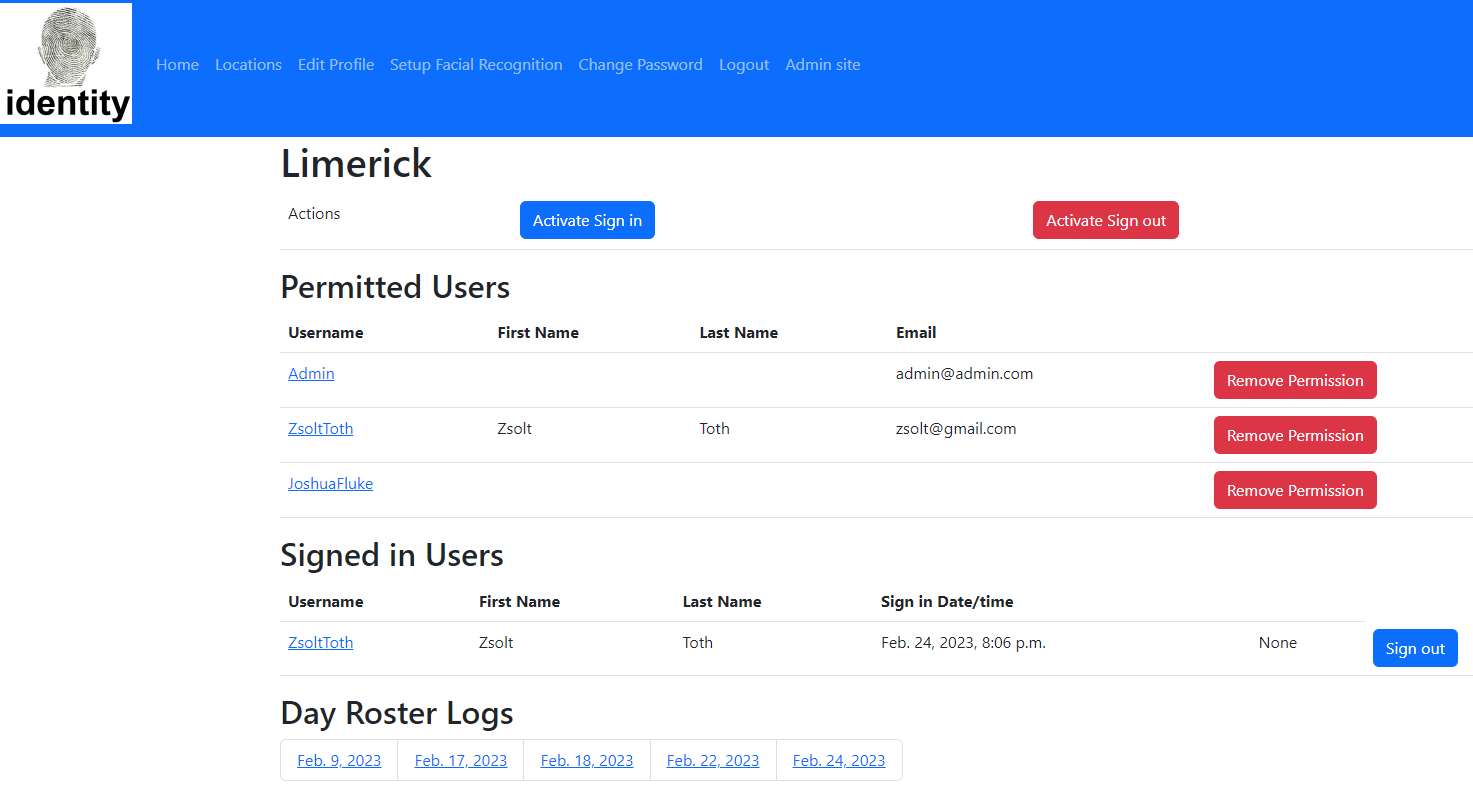 identity
Home Locations Edit Profile Setup Facial Recognition Change Password Logout Admin site
Limerick
Actions Activate Sign in Activate Sign out
Permitted Users
Username First Name Last Name Email
Admin admin@admin.com Remove Permission
ZsoltToth Zsolt Toth zsolt@gmail.com Remove Permission
JoshuaFluke Remove Permission
Signed in Users
Username First Name Last Name Sign in Date/time
ZsoltToth Zsolt Toth Feb. 24, 2023, 8:06 p.m. None Sign out
Day Roster Logs
Feb. 9, 2023 Feb. 17, 2023 Feb. 18, 2023 Feb. 22, 2023 Feb. 24, 2023